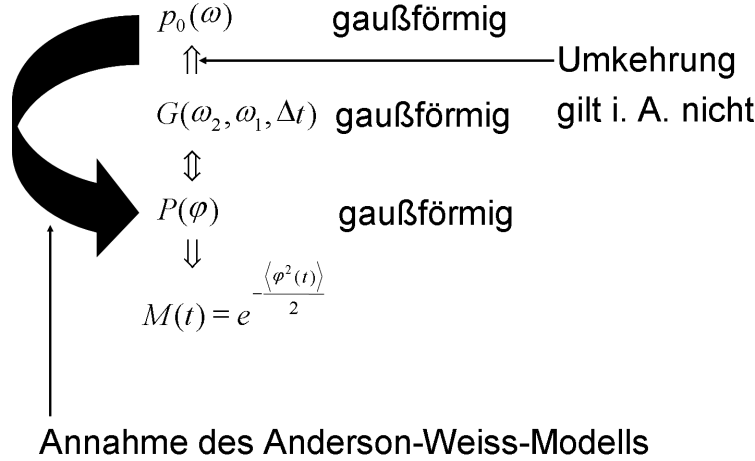 p₀(ω) gaußförmig
⇑ Umkehrung
G(ω₂, ω₁, Δt) gaußförmig gilt i. A. nicht
⇕
P(φ) gaußförmig
⇓
M(t) = e^{-⟨φ²(t)⟩/2}
Annahme des Anderson-Weiss-Modells